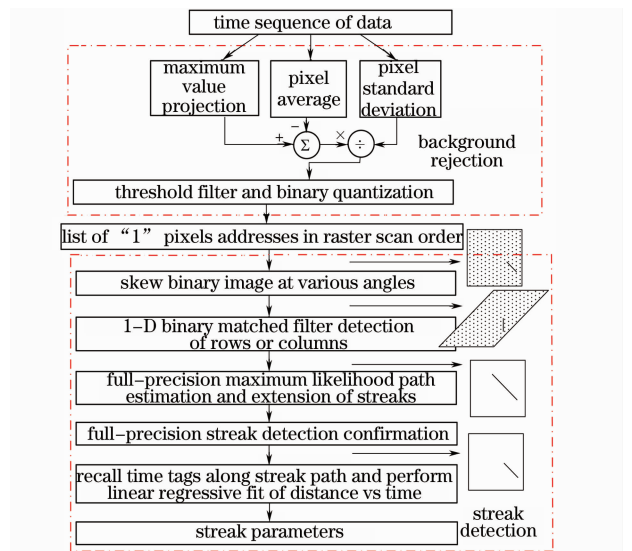 time sequence of data
maximum
value
projection
pixel
average
pixel
standard
deviation
+
−
Σ
×
÷
background
rejection
threshold filter and binary quantization
list of “1” pixels addresses in raster scan order
skew binary image at various angles
1−D binary matched filter detection
of rows or columns
full−precision maximum likelihood path
estimation and extension of streaks
full−precision streak detection confirmation
recall time tags along streak path and perform
linear regressive fit of distance vs time
streak parameters
streak
detection